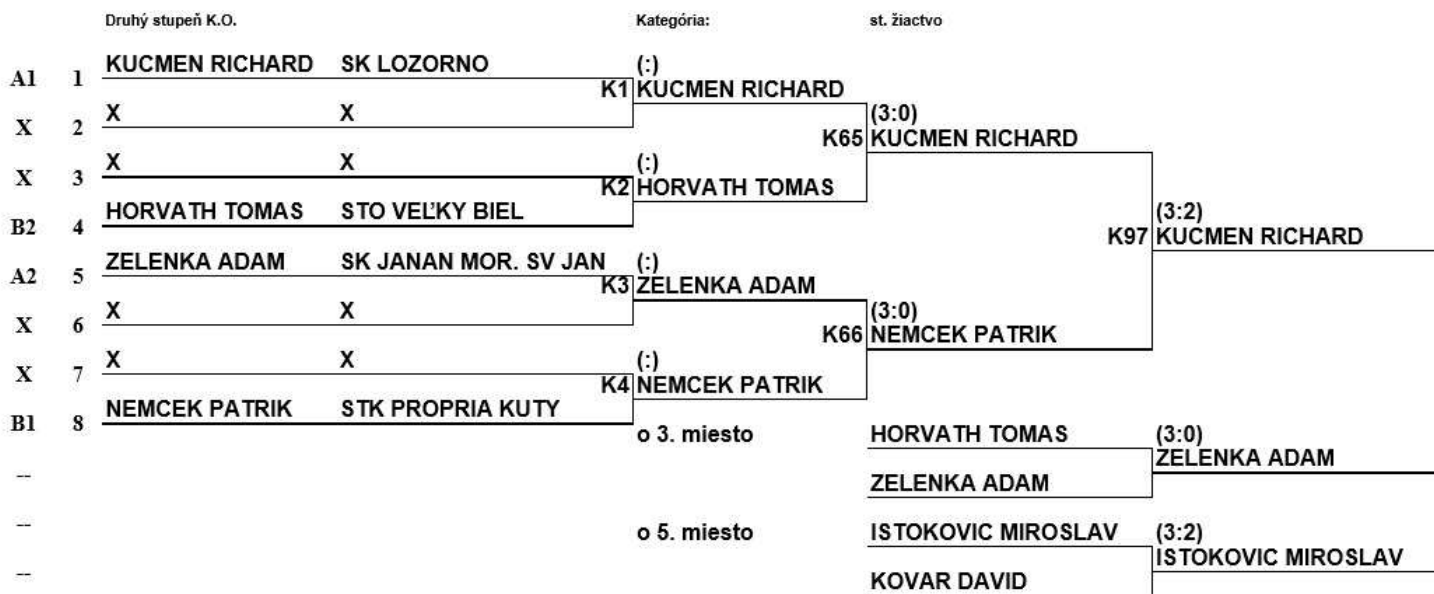 Druhý stupeň K.O. Kategória: st. žiactvo
KUCMEN RICHARD SK LOZORNO (:)
A1 1 K1 KUCMEN RICHARD
X X (3:0)
X 2 K65 KUCMEN RICHARD
X X (:)
X 3 K2 HORVATH TOMAS
HORVATH TOMAS STO VEĽKY BIEL (3:2)
B2 4 K97 KUCMEN RICHARD
ZELENKA ADAM SK JANAN MOR. SV JAN (:)
A2 5 K3 ZELENKA ADAM
X X (3:0)
X 6 K66 NEMCEK PATRIK
X X (:)
X 7 K4 NEMCEK PATRIK
NEMCEK PATRIK STK PROPRIA KUTY
B1 8
o 3. miesto HORVATH TOMAS (3:0)
ZELENKA ADAM
-- ZELENKA ADAM
-- o 5. miesto ISTOKOVIC MIROSLAV (3:2)
ISTOKOVIC MIROSLAV
-- KOVAR DAVID